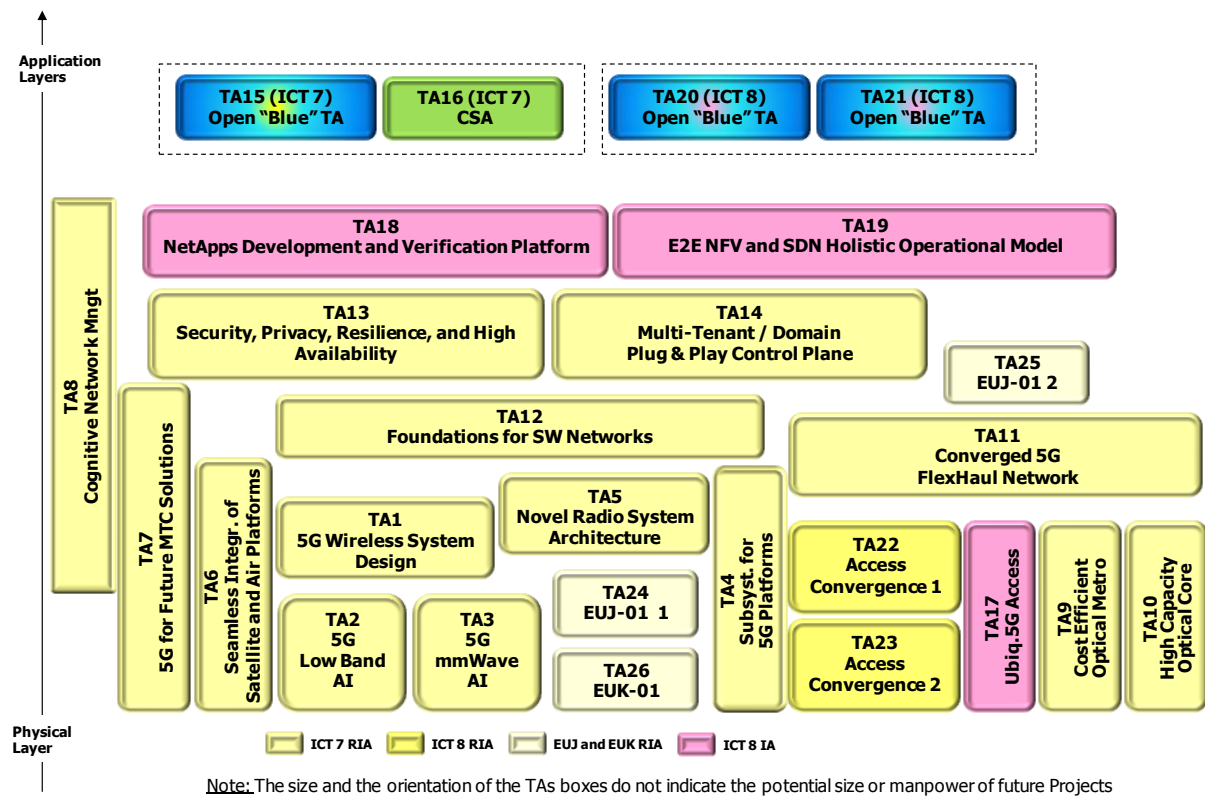 Application
Layers
TA15 (ICT 7)
Open “Blue” TA
TA16 (ICT 7)
CSA
TA20 (ICT 8)
Open “Blue” TA
TA21 (ICT 8)
Open “Blue” TA
TA18
NetApps Development and Verification Platform
TA19
E2E NFV and SDN Holistic Operational Model
TA8
Cognitive Network Mngt
TA13
Security, Privacy, Resilience, and High
Availability
TA14
Multi-Tenant / Domain
Plug & Play Control Plane
TA25
EUJ-01 2
TA7
5G for Future MTC Solutions
TA12
Foundations for SW Networks
TA11
Converged 5G
FlexHaul Network
TA6
Seamless Integr. of
Satellite and Air Platforms
TA1
5G Wireless System
Design
TA5
Novel Radio System
Architecture
TA4
Subsyst. for
5G Platforms
TA22
Access
Convergence 1
TA17
Ubiq.5G Access
TA9
Cost Efficient
Optical Metro
TA10
High Capacity
Optical Core
TA2
5G
Low Band
AI
TA3
5G
mmWave
AI
TA24
EUJ-01 1
TA26
EUK-01
TA23
Access
Convergence 2
Physical
Layer
ICT 7 RIA
ICT 8 RIA
EUJ and EUK RIA
ICT 8 IA
Note: The size and the orientation of the TAs boxes do not indicate the potential size or manpower of future Projects